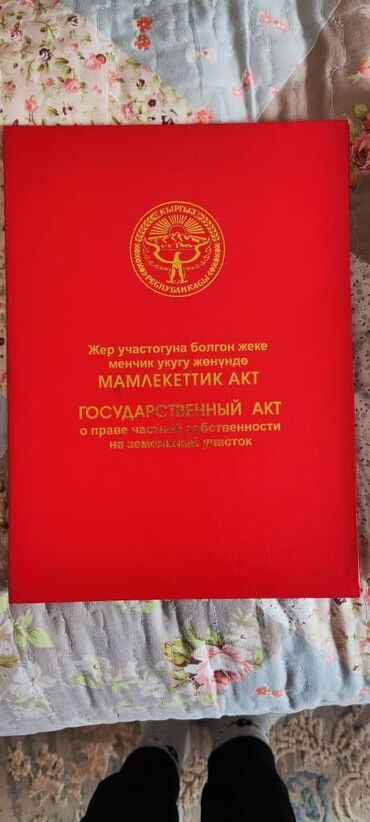 КЫРГЫЗ
РЕСПУБЛИКАСЫ
Жер участогуна болгон жеке
менчик укугу жөнүндө
МАМЛЕКЕТТИК АКТ
ГОСУДАРСТВЕННЫЙ АКТ
о праве частной собственности
на земельный участок